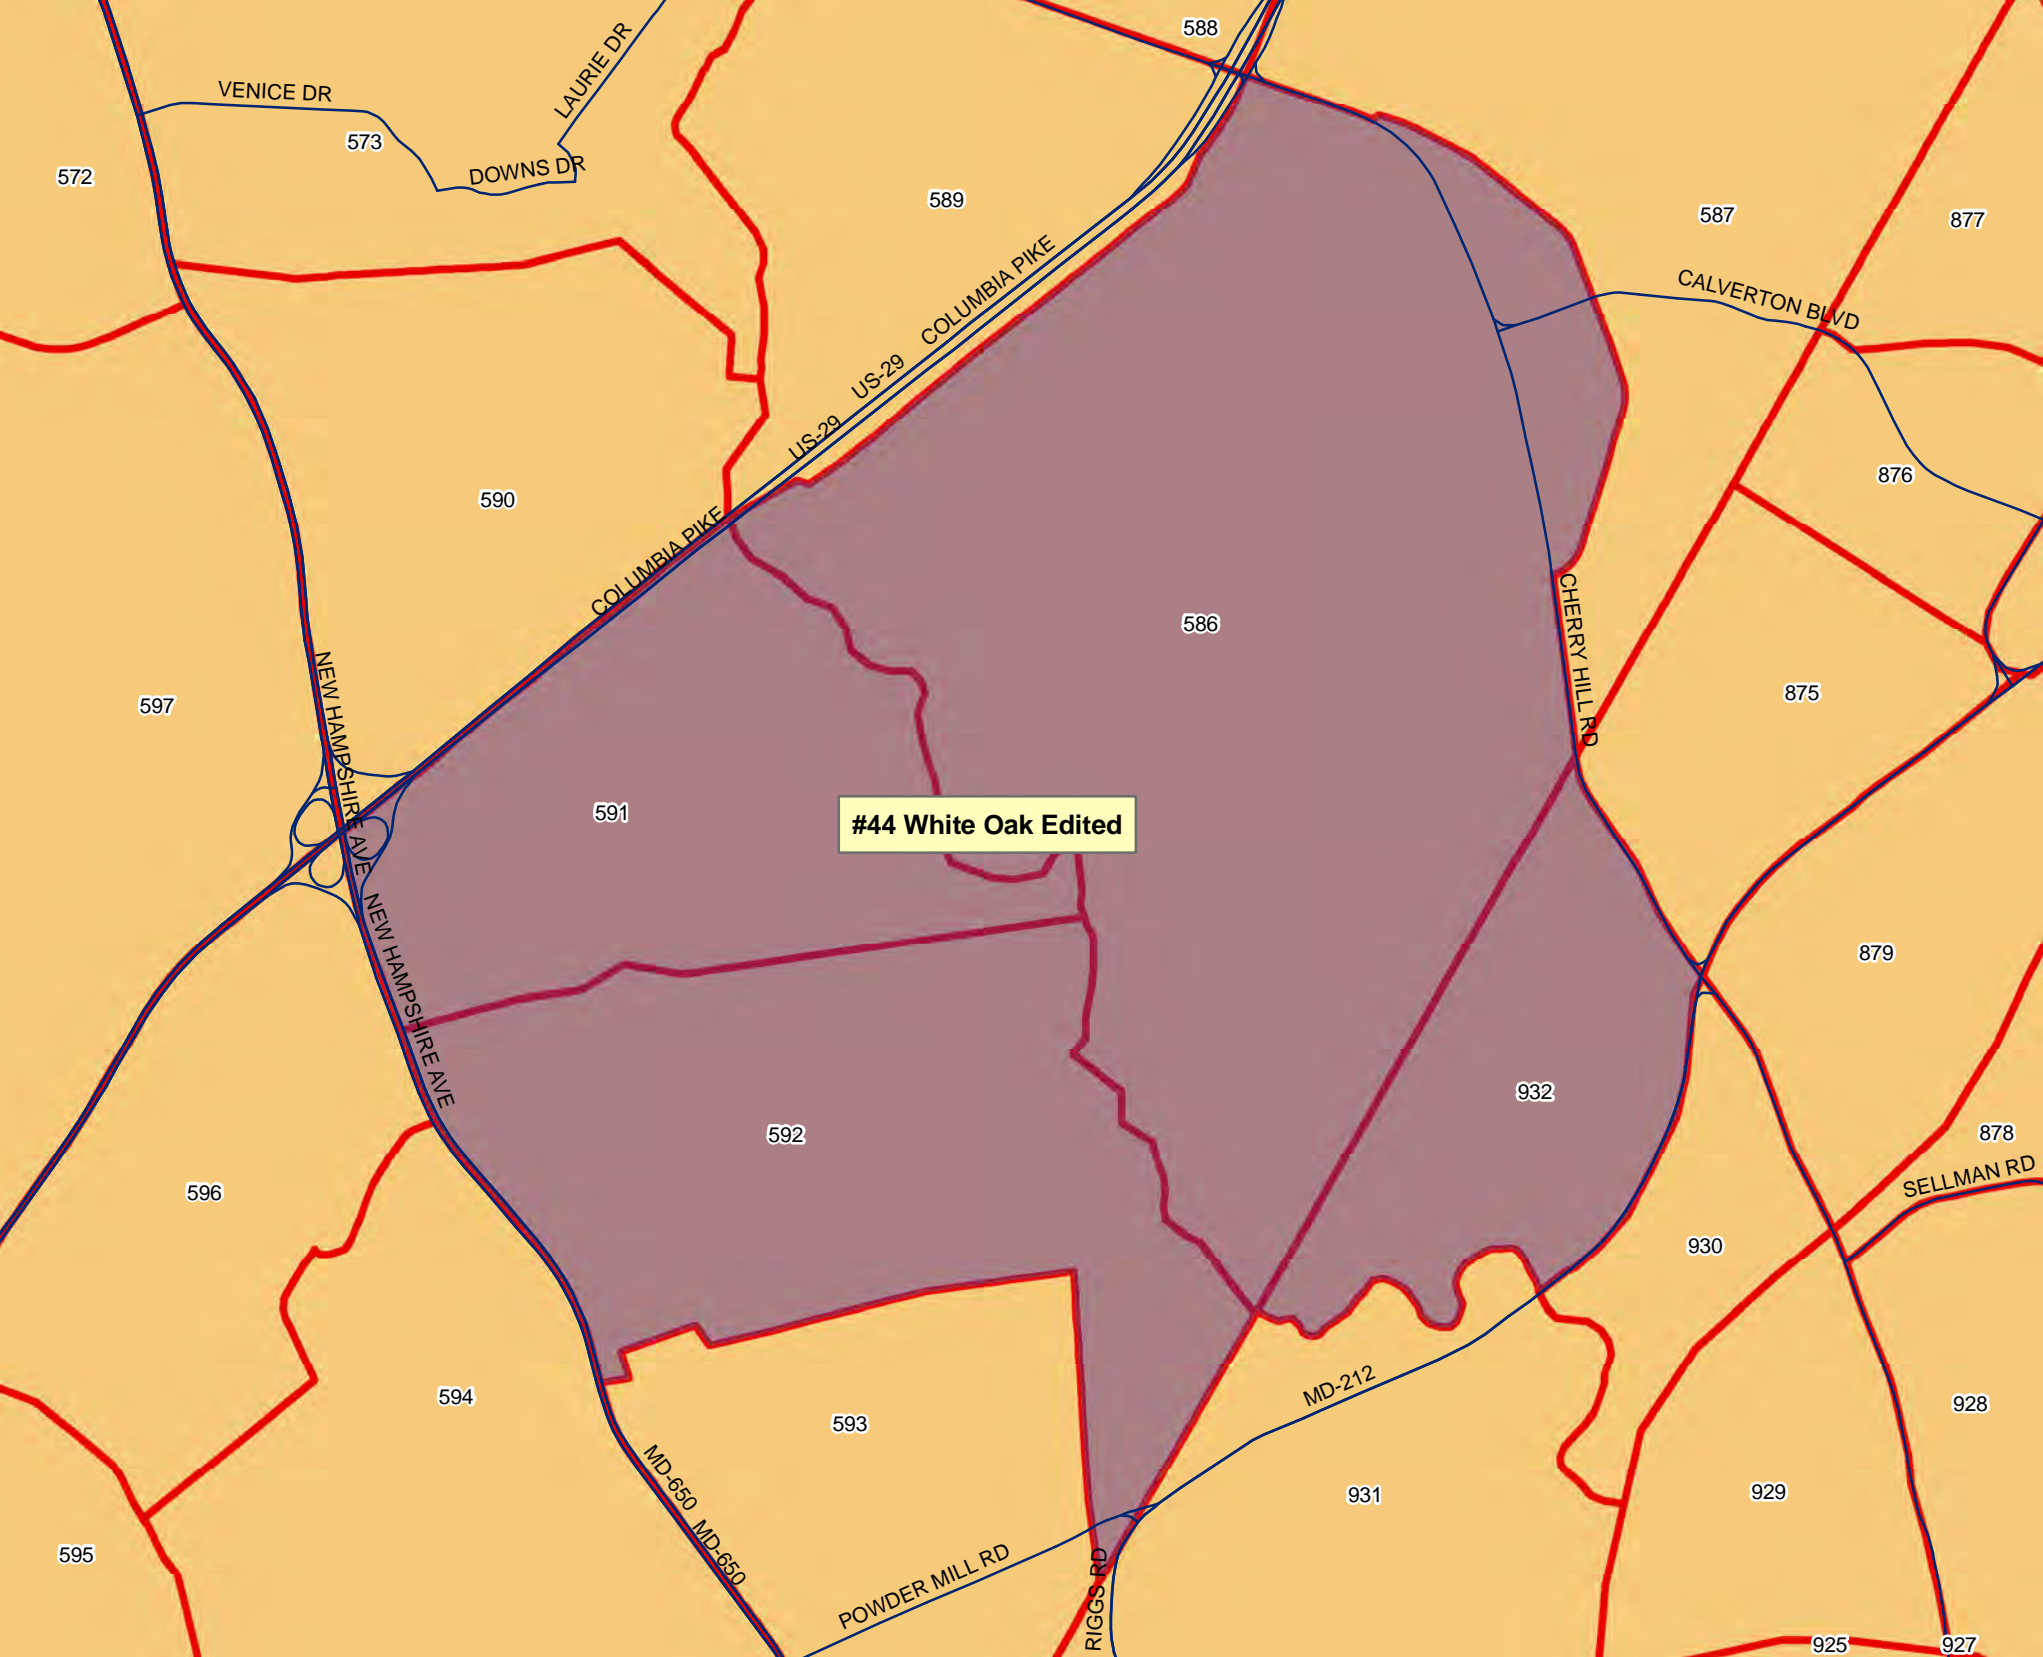 588
VENICE DR
LAURIE DR
573
DOWNS DR
572
589
587
877
COLUMBIA PIKE
CALVERTON BLVD
US-29
US-29
876
590
COLUMBIA PIKE
586
CHERRY HILL RD
597
875
NEW HAMPSHIRE AVE
591
#44 White Oak Edited
NEW HAMPSHIRE AVE
879
932
592
878
SELLMAN RD
596
930
MD-212
594
593
928
MD-650
931
929
MD-650
595
POWDER MILL RD
RIGGS RD
925
927